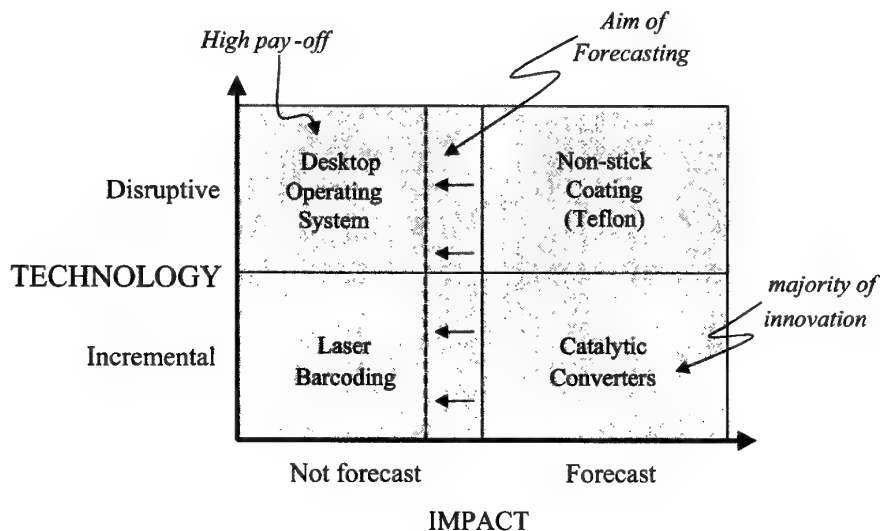 High pay-off
Aim of
Forecasting
Disruptive
Desktop
Operating
System
Non-stick
Coating
(Teflon)
TECHNOLOGY
majority of
innovation
Incremental
Laser
Barcoding
Catalytic
Converters
Not forecast
Forecast
IMPACT